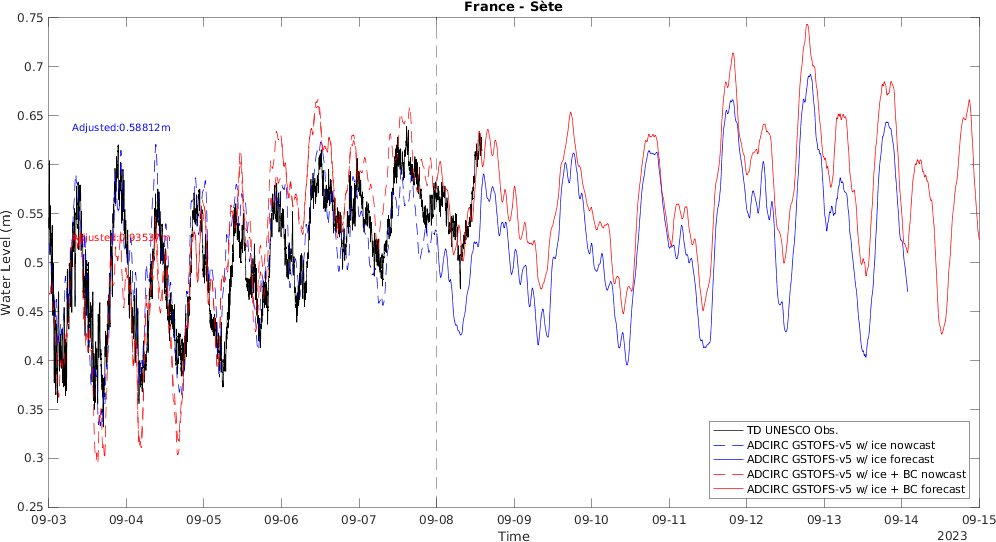 France - Sète
Water Level (m)
0.75
0.7
0.65
0.6
0.55
0.5
0.45
0.4
0.35
0.3
0.25
Adjusted:0.58812m
TD UNESCO Obs.
ADCIRC GSTOFS-v5 w/ ice nowcast
ADCIRC GSTOFS-v5 w/ ice forecast
ADCIRC GSTOFS-v5 w/ ice + BC nowcast
ADCIRC GSTOFS-v5 w/ ice + BC forecast
09-03 09-04 09-05 09-06 09-07 09-08 09-09 09-10 09-11 09-12 09-13 09-14 09-15
Time
2023